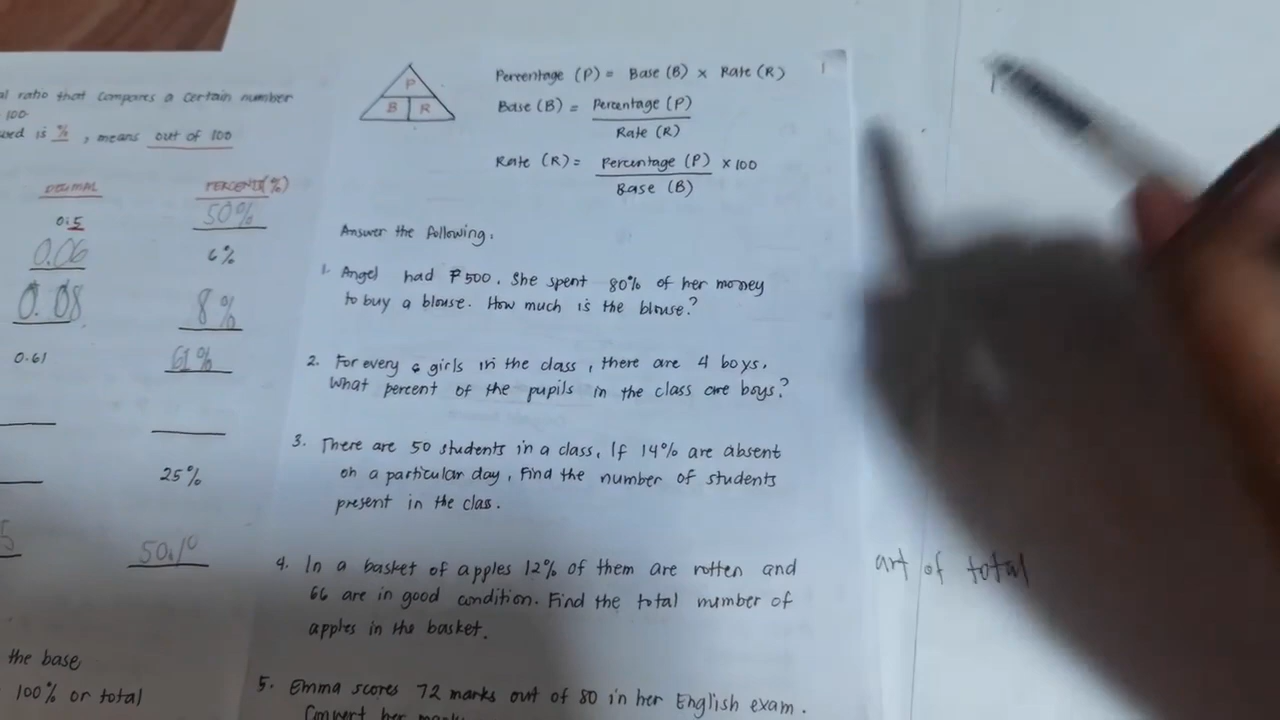 al ratio that compares a certain number
100.
used is %, means out of 100
DECIMAL PERCENT(%)
0.5 50%
0.06 6%
0.08 8%
0.61 61%
25%
5
the base
100% or total
P
B R
Percentage (P) = Base (B) × Rate (R)
Base (B) = Percentage (P)
Rate (R)
Rate (R) = Percentage (P) × 100
Base (B)
Answer the following:
1. Angel had ₱500. She spent 80% of her money
to buy a blouse. How much is the blouse?
2. For every 6 girls in the class, there are 4 boys.
What percent of the pupils in the class are boys?
3. There are 50 students in a class. If 14% are absent
on a particular day, find the number of students
present in the class.
4. In a basket of apples 12% of them are rotten and
66 are in good condition. Find the total number of
apples in the basket.
5. Emma scores 72 marks out of 80 in her English exam.
Convert her
art of total